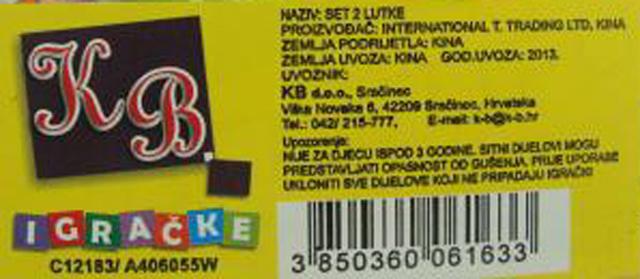 KB
IGRAČKE
C12183/ A406055W
NAZIV: SET 2 LUTKE
PROIZVOĐAČ: INTERNATIONAL T. TRADING LTD, KINA
ZEMLJA PODRIJETLA: KINA
ZEMLJA UVOZA: KINA GOD.UVOZA: 2013.
UVOZNIK:
KB d.o.o., Sračinec
Vilka Novaka 6, 42209 Sračinec, Hrvatska
Tel.: 042/ 215-777, E-mail: k-b@k-b.hr
Upozorenje:
NIJE ZA DJECU ISPOD 3 GODINE. SITNI DIJELOVI MOGU
PREDSTAVLJATI OPASNOST OD GUŠENJA. PRIJE UPORABE
UKLONITI SVE DIJELOVE KOJI NE PRIPADAJU IGRAČKI
3 850360 061633